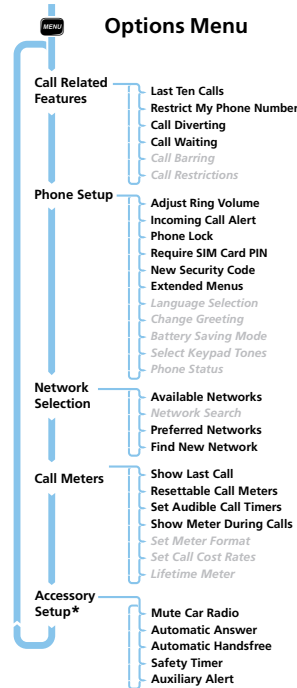 MENU
Options Menu
Call Related
Features
Last Ten Calls
Restrict My Phone Number
Call Diverting
Call Waiting
Call Barring
Call Restrictions
Phone Setup
Adjust Ring Volume
Incoming Call Alert
Phone Lock
Require SIM Card PIN
New Security Code
Extended Menus
Language Selection
Change Greeting
Battery Saving Mode
Select Keypad Tones
Phone Status
Network
Selection
Available Networks
Network Search
Preferred Networks
Find New Network
Call Meters
Show Last Call
Resettable Call Meters
Set Audible Call Timers
Show Meter During Calls
Set Meter Format
Set Call Cost Rates
Lifetime Meter
Accessory
Setup*
Mute Car Radio
Automatic Answer
Automatic Handsfree
Safety Timer
Auxiliary Alert